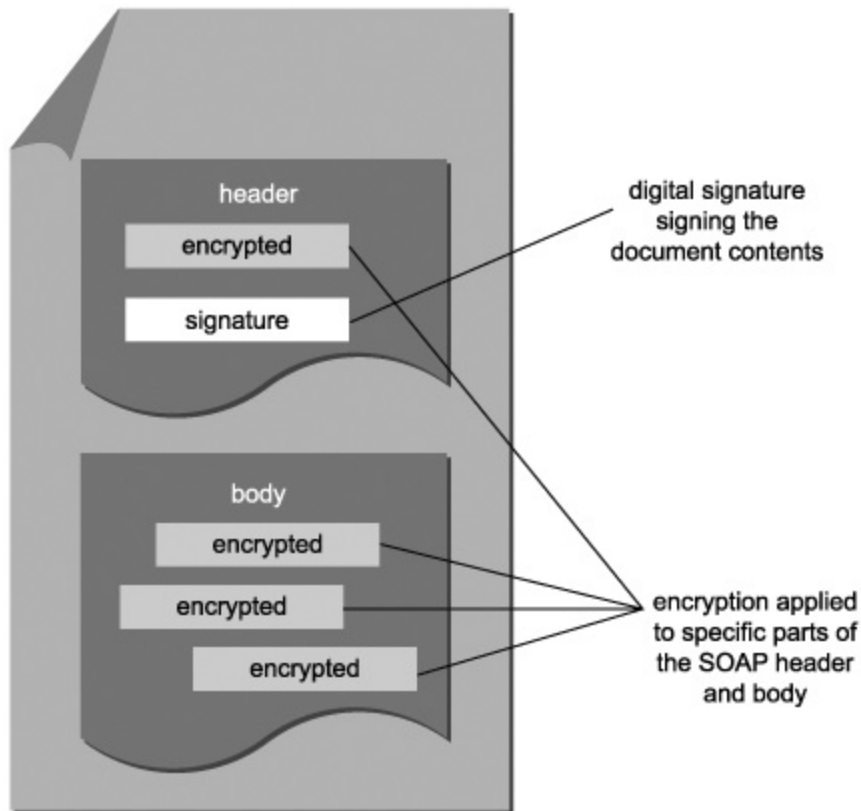 header
encrypted
signature
digital signature
signing the
document contents
body
encrypted
encrypted
encrypted
encryption applied
to specific parts of
the SOAP header
and body